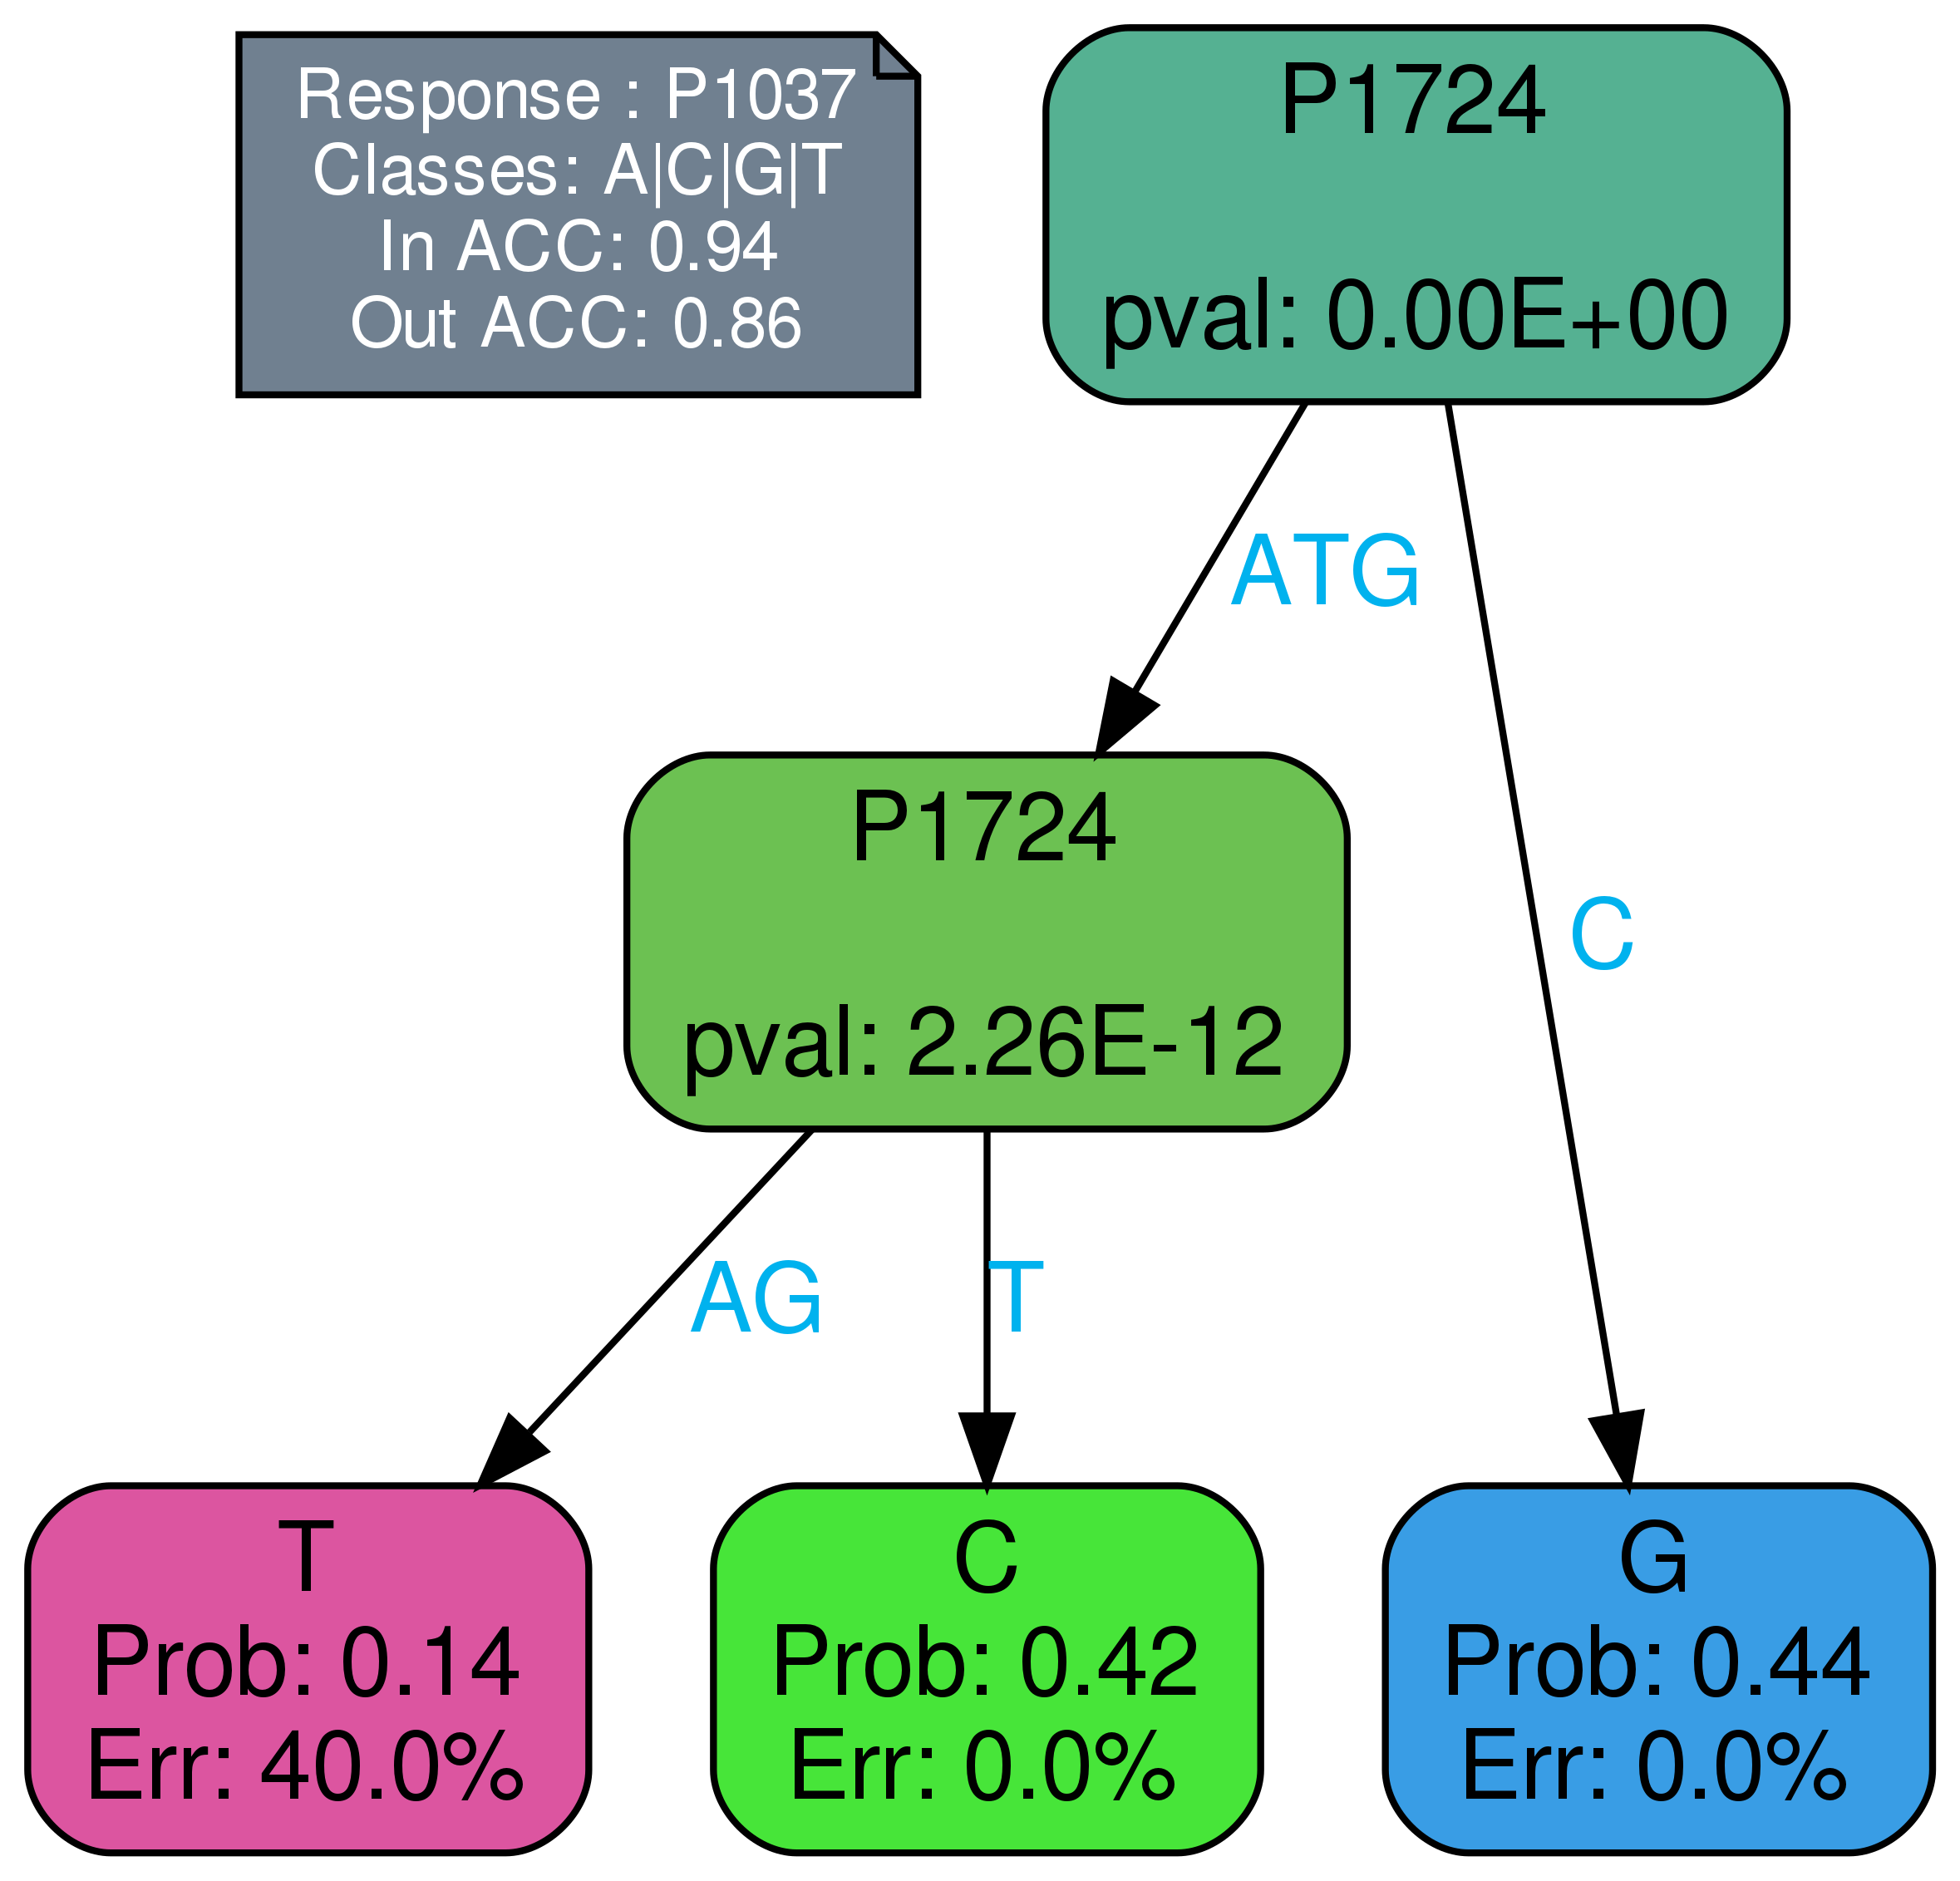 Response : P1037
Classes: A|C|G|T
In ACC: 0.94
Out ACC: 0.86
P1724
pval: 0.00E+00
ATG
C
P1724
pval: 2.26E-12
AG
T
T
Prob: 0.14
Err: 40.0%
C
Prob: 0.42
Err: 0.0%
G
Prob: 0.44
Err: 0.0%